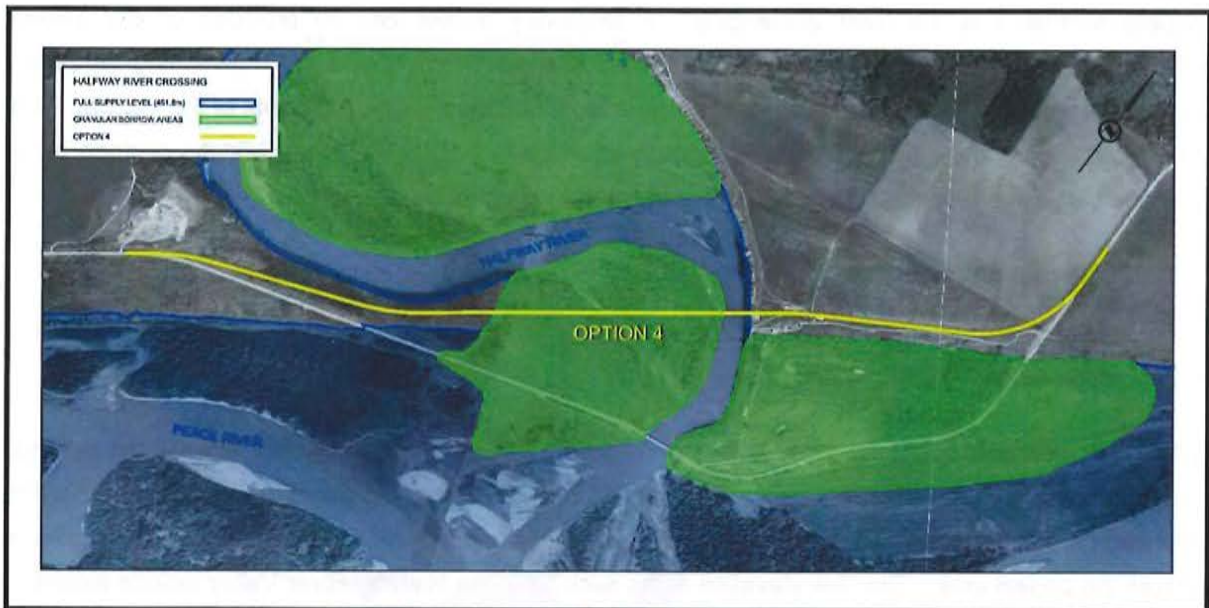 HALFWAY RIVER CROSSING
FULL SUPPLY LEVEL (461.8m)
GRANULAR BORROW AREAS
OPTION 4
HALFWAY RIVER
OPTION 4
PEACE RIVER